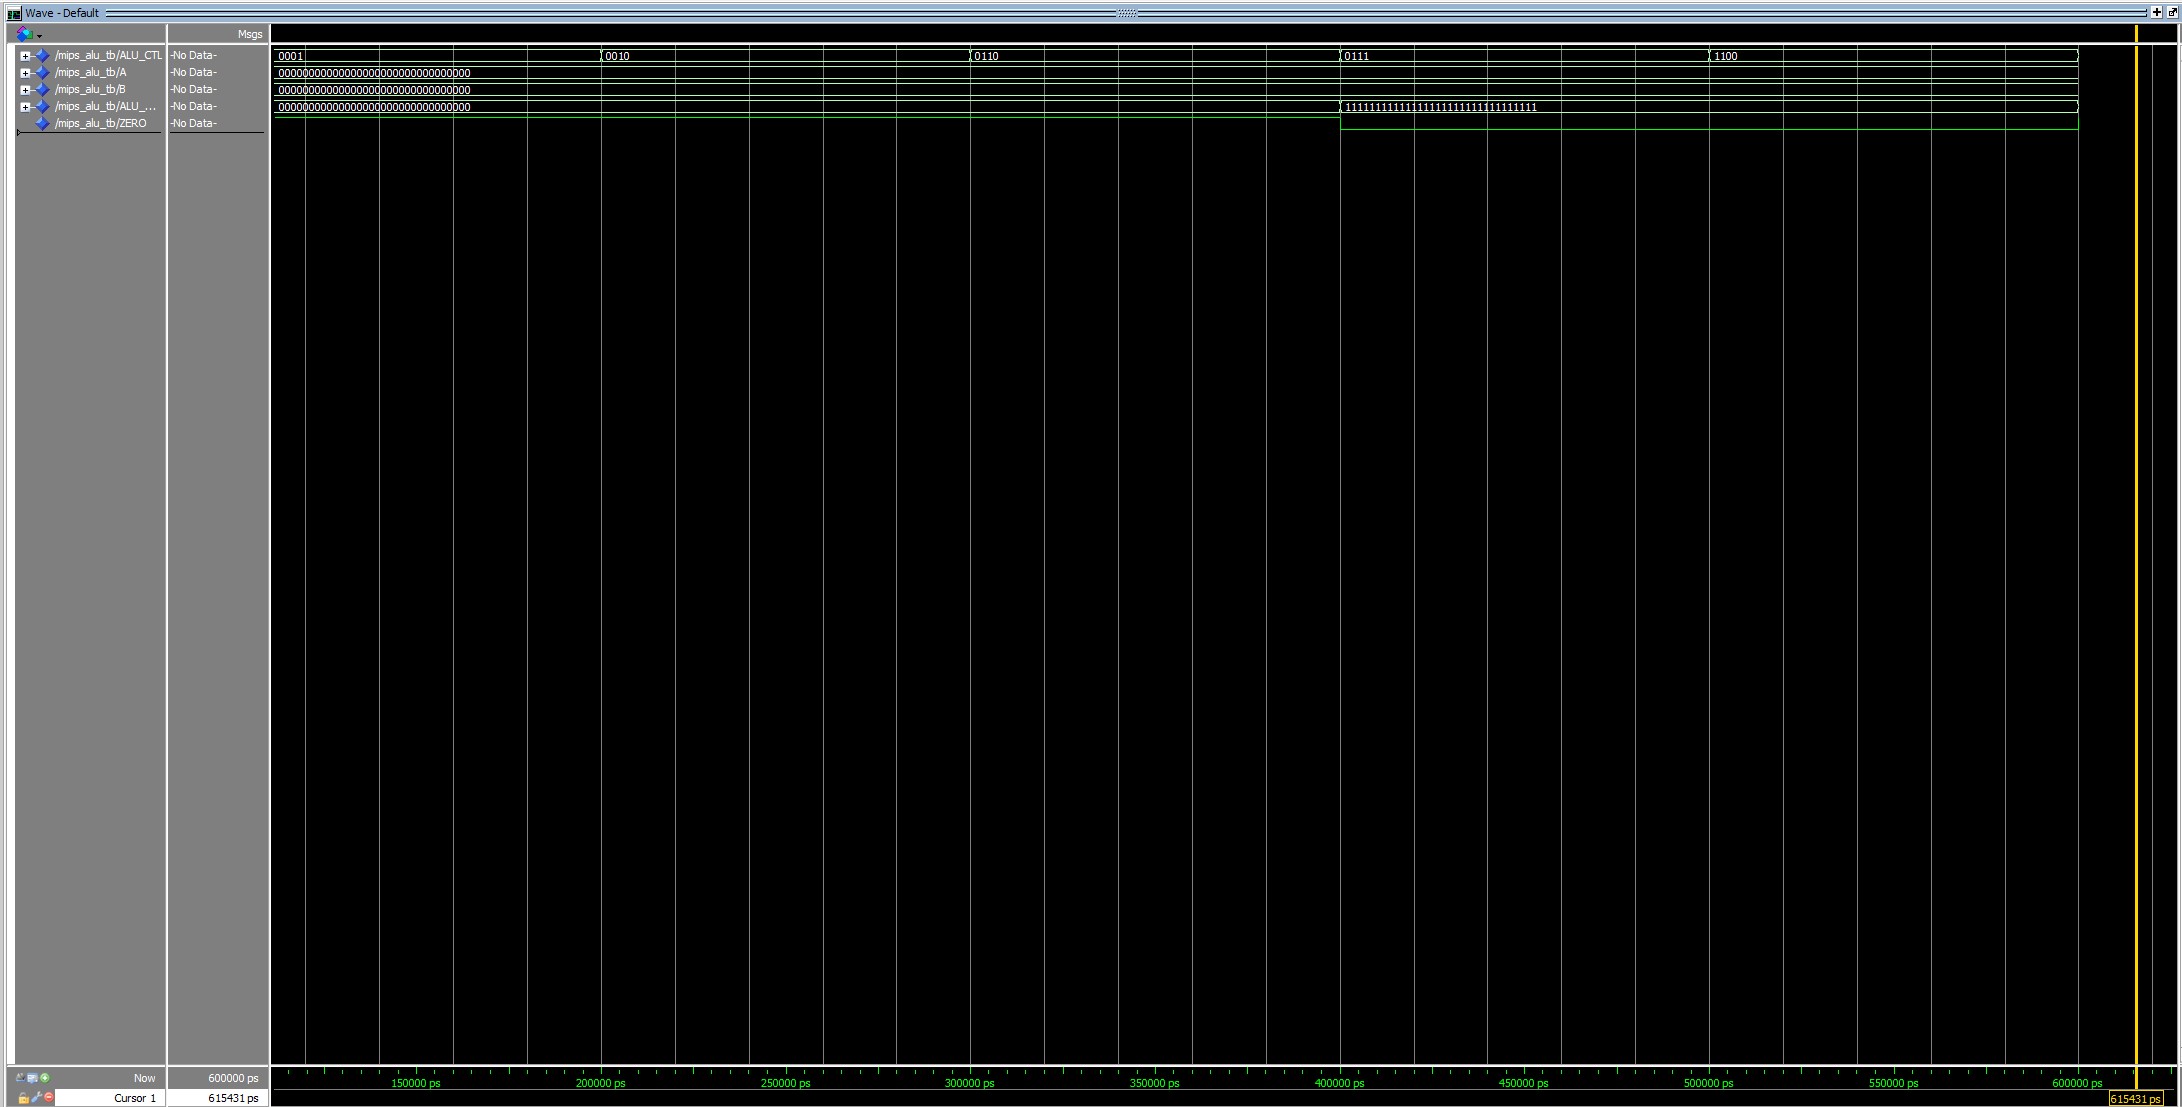 Wave - Default
Msgs
/mips_alu_tb/ALU_CTL -No Data- 0001 0010 0110 0111 1100
/mips_alu_tb/A -No Data- 00000000000000000000000000000000
/mips_alu_tb/B -No Data- 00000000000000000000000000000000
/mips_alu_tb/ALU_... -No Data- 00000000000000000000000000000000 11111111111111111111111111111111
/mips_alu_tb/ZERO -No Data-
Now 600000 ps 150000 ps 200000 ps 250000 ps 300000 ps 350000 ps 400000 ps 450000 ps 500000 ps 550000 ps 600000 ps
Cursor 1 615431 ps 615431 ps